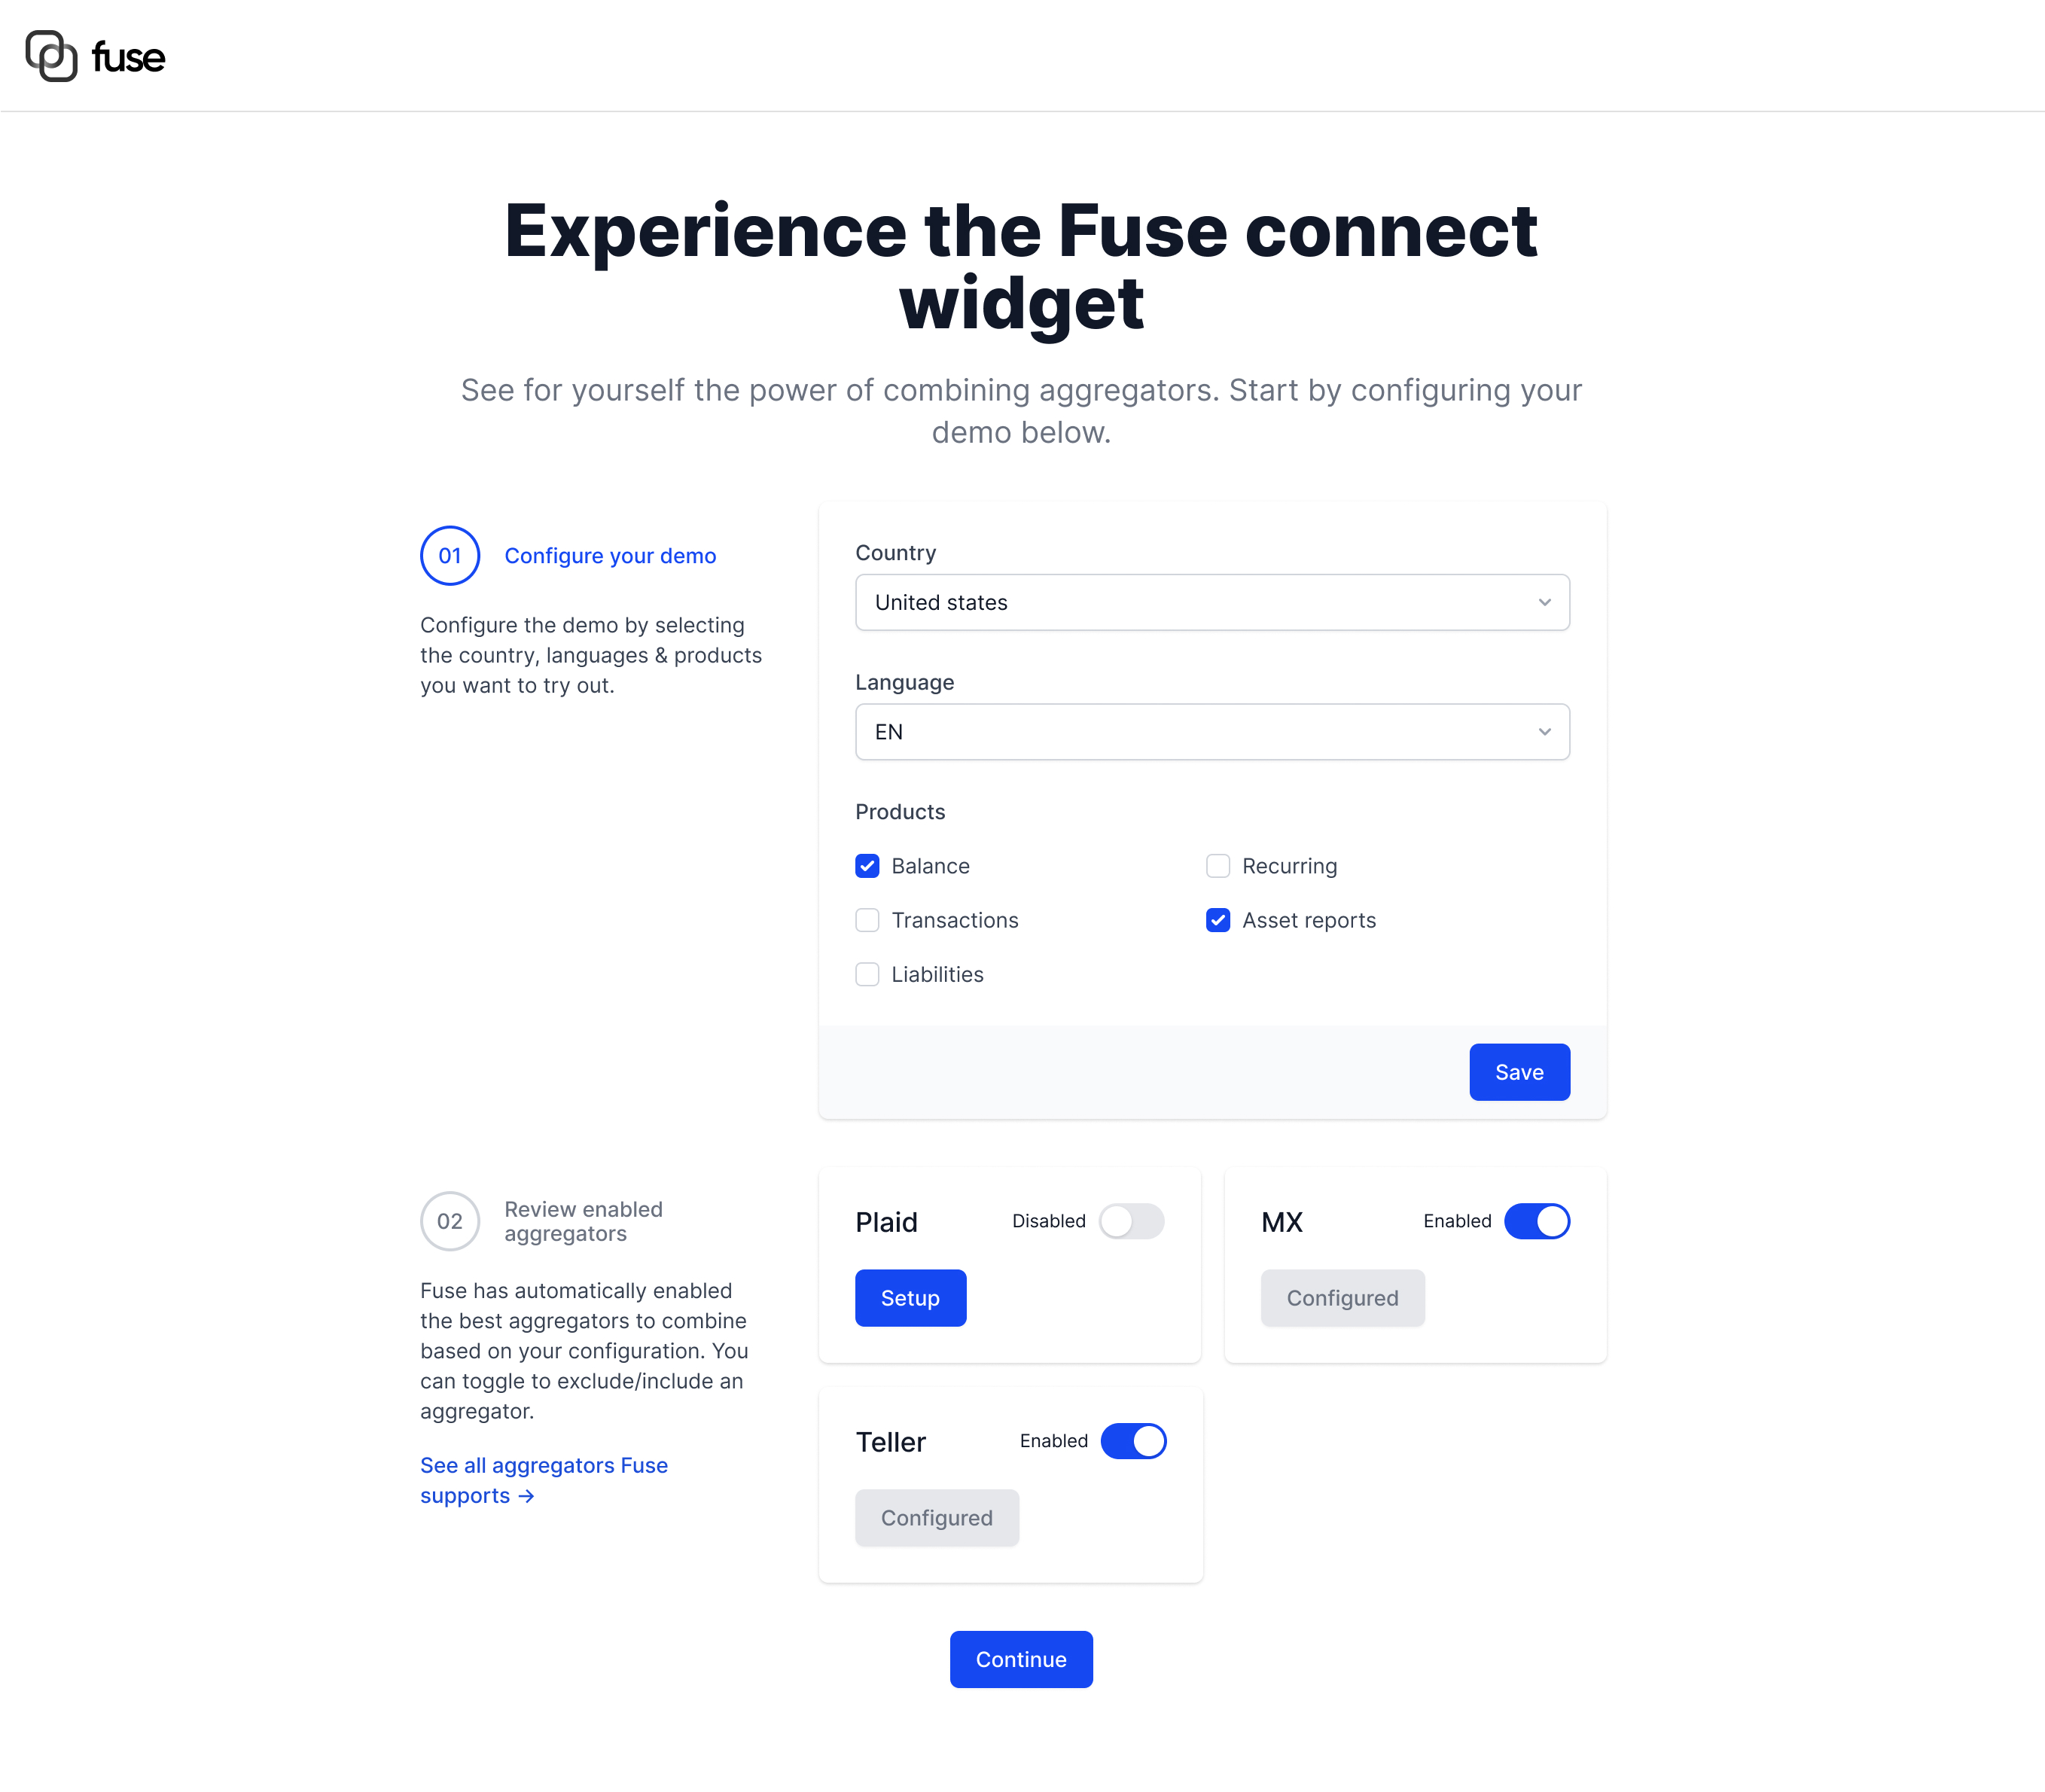 fuse
Experience the Fuse connect
widget
See for yourself the power of combining aggregators. Start by configuring your
demo below.
01
Configure your demo
Configure the demo by selecting
the country, languages & products
you want to try out.
Country
United states
Language
EN
Products
Balance
Recurring
Transactions
Asset reports
Liabilities
Save
02
Review enabled
aggregators
Fuse has automatically enabled
the best aggregators to combine
based on your configuration. You
can toggle to exclude/include an
aggregator.
See all aggregators Fuse
supports →
Plaid
Disabled
Setup
MX
Enabled
Configured
Teller
Enabled
Configured
Continue